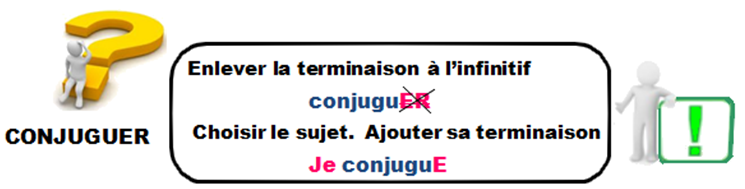 Enlever la terminaison à l'infinitif
conjuguER
CONJUGUER
Choisir le sujet. Ajouter sa terminaison
Je conjuguE
?
!